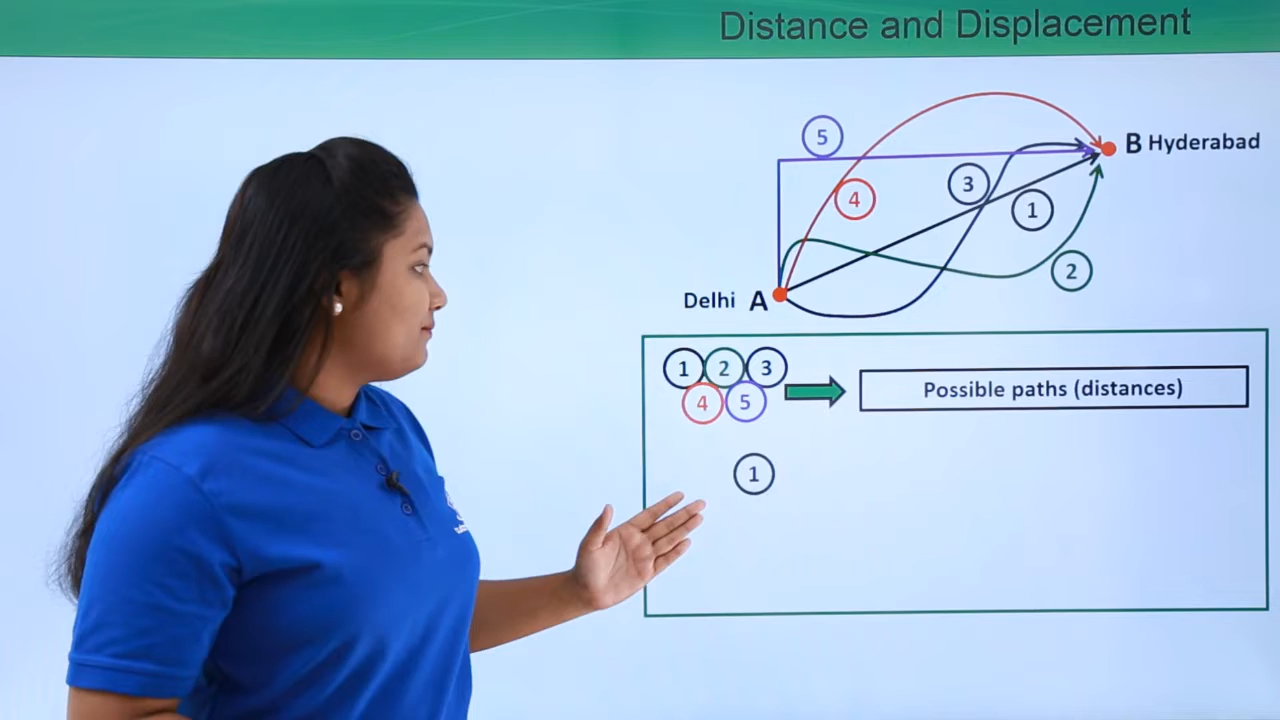 Distance and Displacement
5
B Hyderabad
4
3
1
2
Delhi A
1 2 3
4 5
Possible paths (distances)
1